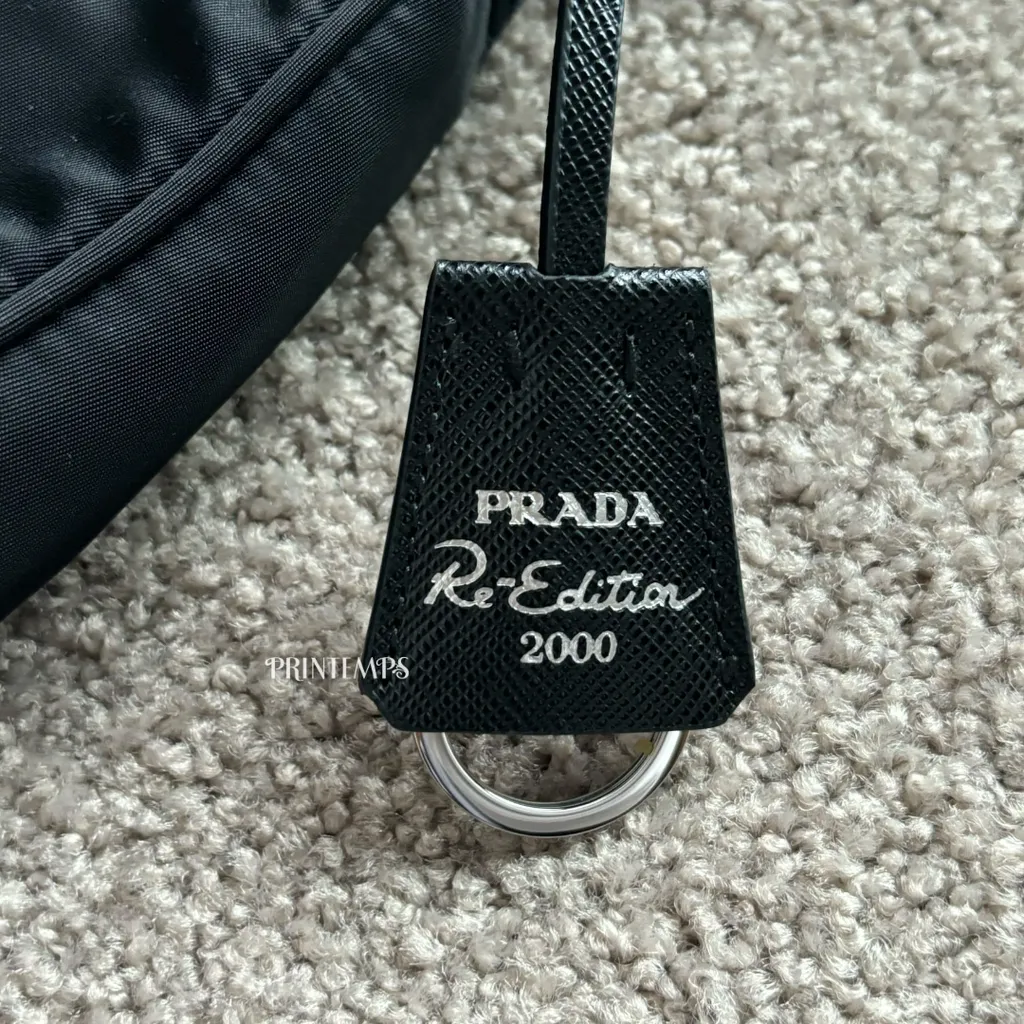 PRADA
Re-Edition
2000
PRINTEMPS